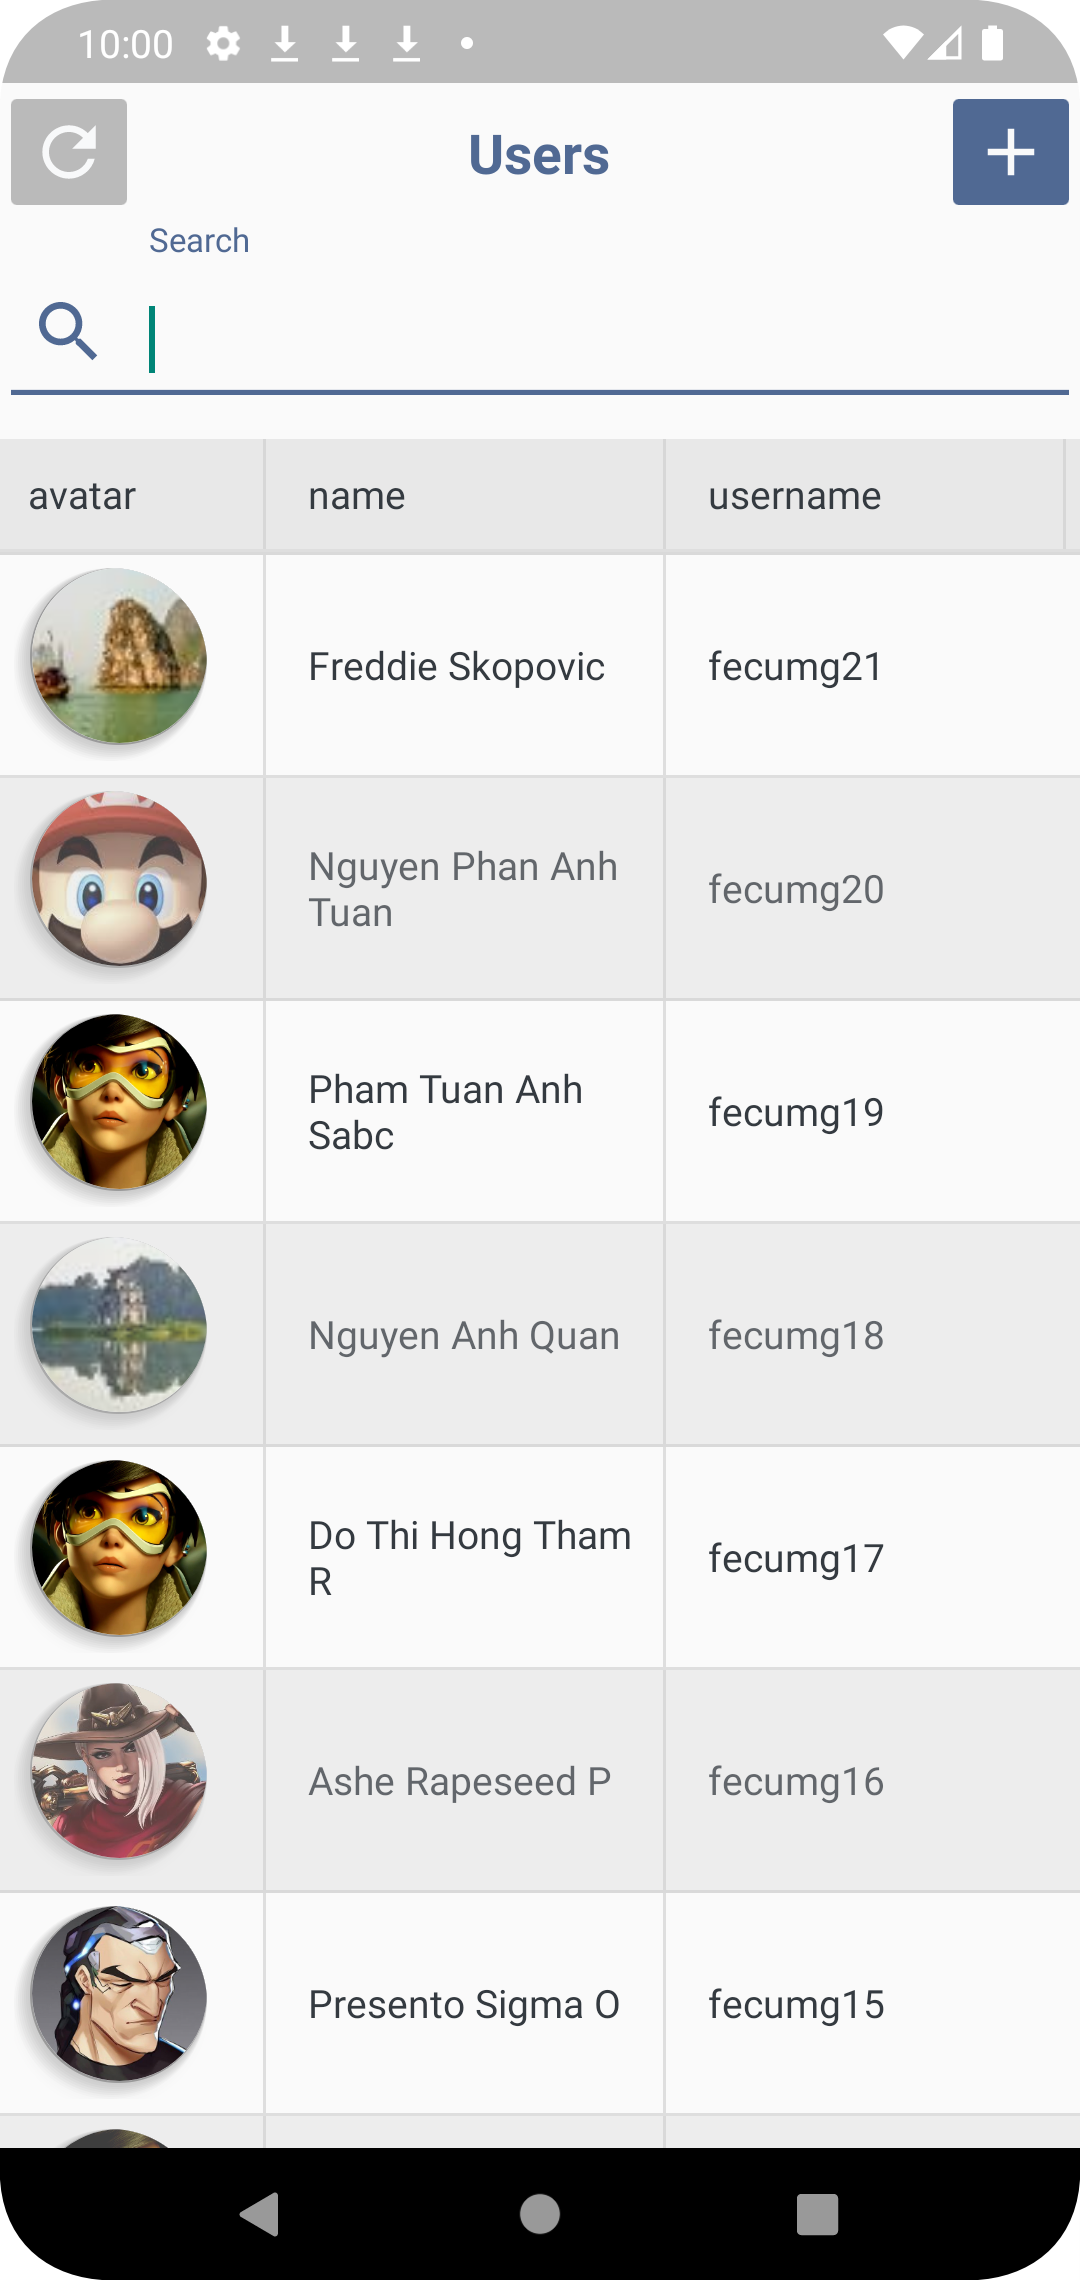 10:00
Users
Search
avatar name username
Freddie Skopovic fecumg21
Nguyen Phan Anh
Tuan
fecumg20
Pham Tuan Anh
Sabc
fecumg19
Nguyen Anh Quan fecumg18
Do Thi Hong Tham
R
fecumg17
Ashe Rapeseed P fecumg16
Presento Sigma O fecumg15